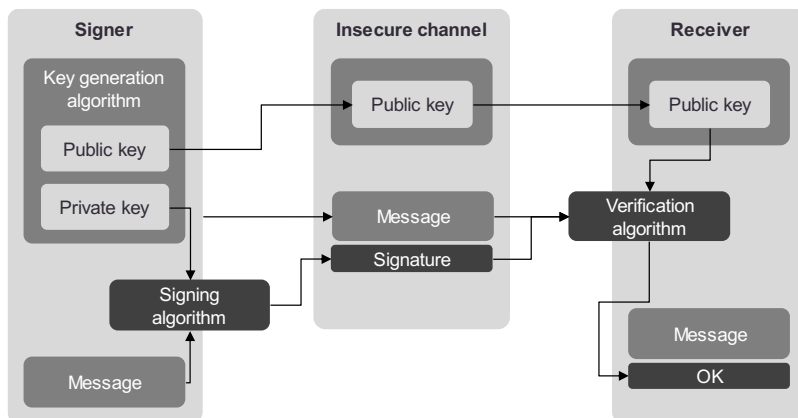 Signer
Key generation
algorithm
Public key
Private key
Signing
algorithm
Message
Insecure channel
Public key
Message
Signature
Receiver
Public key
Verification
algorithm
Message
OK